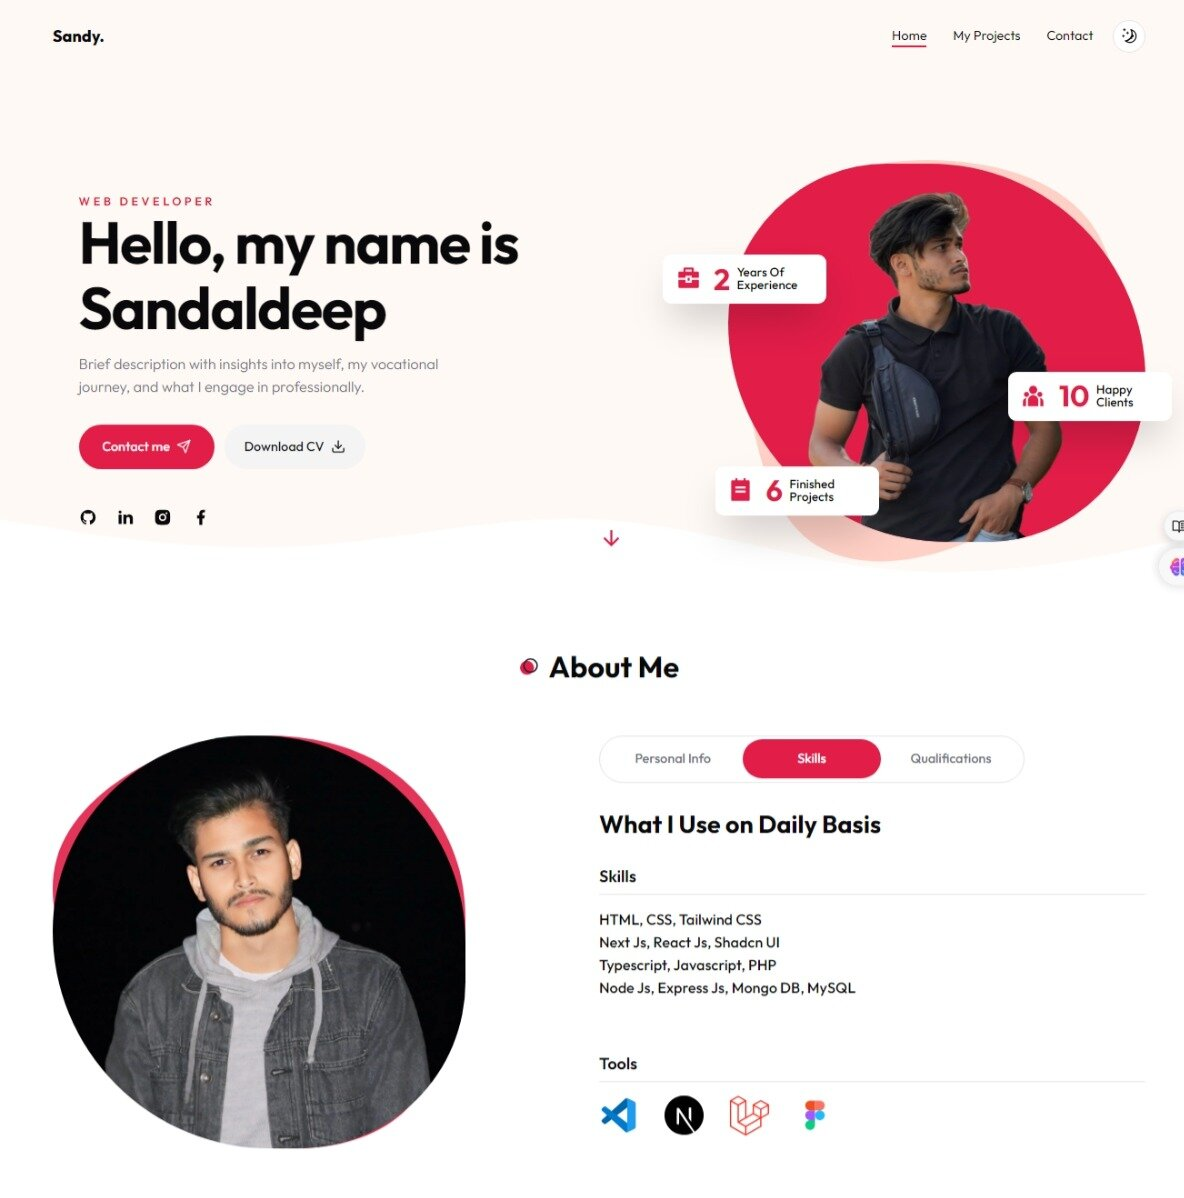 Sandy.
Home
My Projects
Contact
WEB DEVELOPER
Hello, my name is
Sandaldeep
Brief description with insights into myself, my vocational
journey, and what I engage in professionally.
Contact me
Download CV
2 Years Of
Experience
10 Happy
Clients
6 Finished
Projects
About Me
Personal Info
Skills
Qualifications
What I Use on Daily Basis
Skills
HTML, CSS, Tailwind CSS
Next Js, React Js, Shadcn UI
Typescript, Javascript, PHP
Node Js, Express Js, Mongo DB, MySQL
Tools